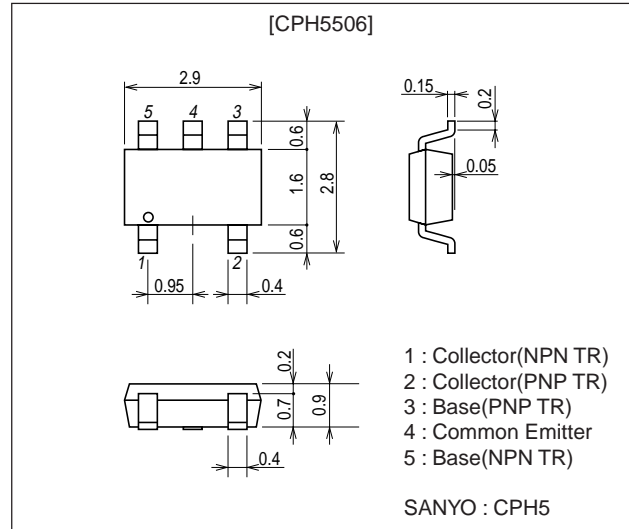 [CPH5506]
2.9
5 4 3
0.6
1.6
2.8
0.6
1 2
0.95
0.4
0.15
0.2
0.05
0.2
0.7
0.9
0.4
1 : Collector(NPN TR)
2 : Collector(PNP TR)
3 : Base(PNP TR)
4 : Common Emitter
5 : Base(NPN TR)
SANYO : CPH5